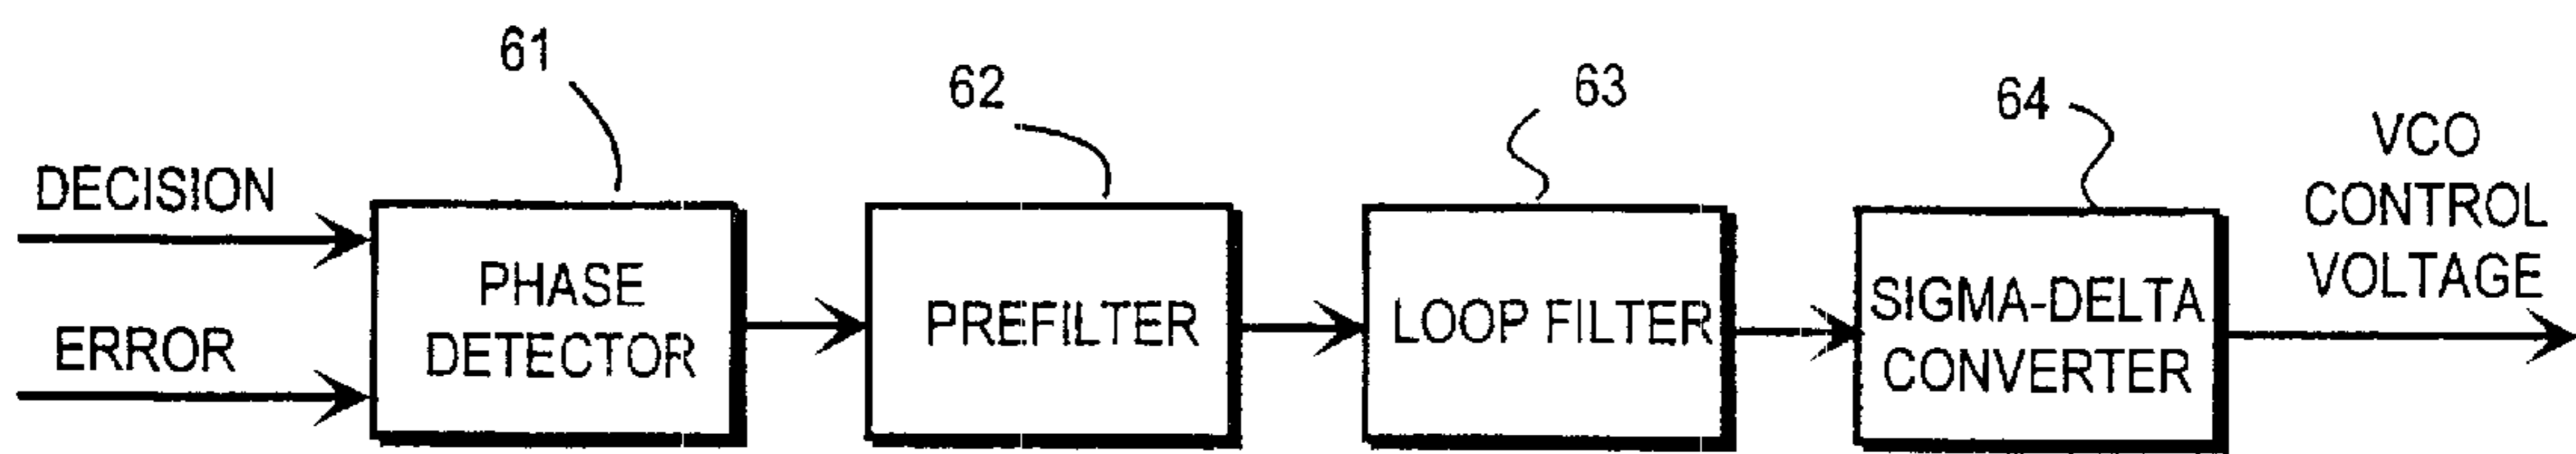 61
62
63
64
DECISION
ERROR
PHASE
DETECTOR
PREFILTER
LOOP FILTER
SIGMA-DELTA
CONVERTER
VCO
CONTROL
VOLTAGE